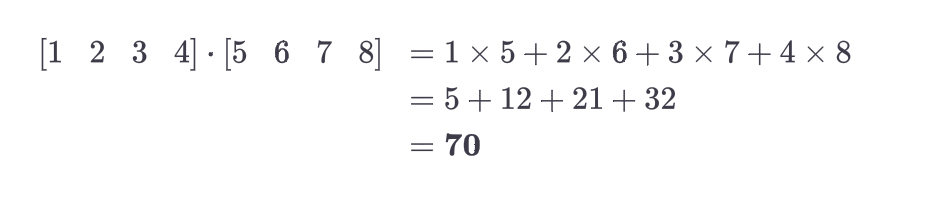 [1 2 3 4] · [5 6 7 8] = 1 × 5 + 2 × 6 + 3 × 7 + 4 × 8
= 5 + 12 + 21 + 32
= 70